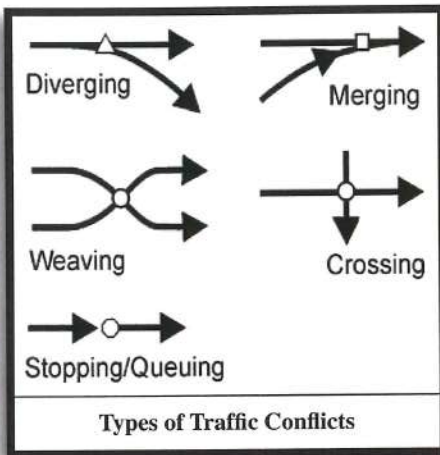 Diverging
Merging
Weaving
Crossing
Stopping/Queuing
Types of Traffic Conflicts